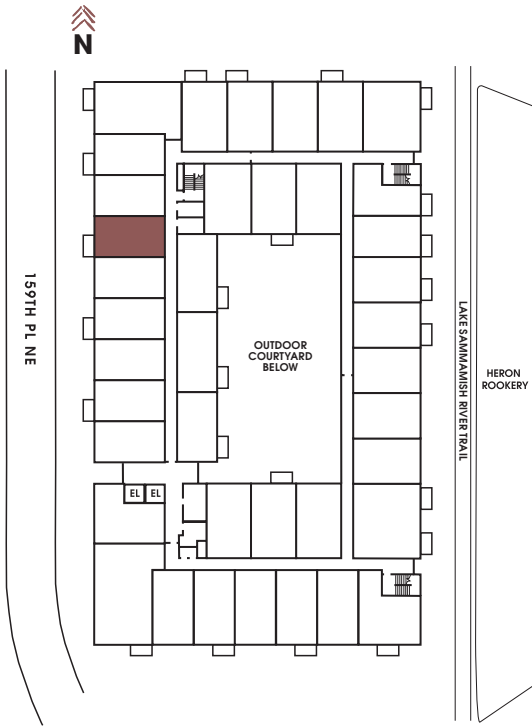 N
159TH PL NE
OUTDOOR
COURTYARD
BELOW
LAKE SAMMAMISH RIVER TRAIL
HERON
ROOKERY
EL EL